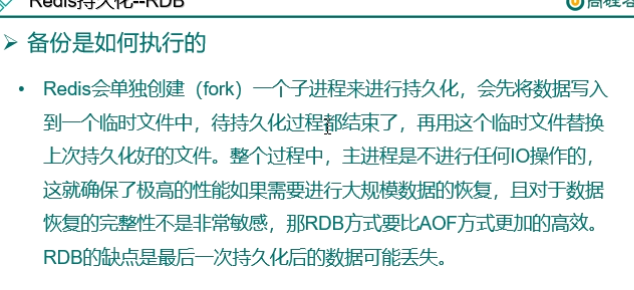 Redis持久化--RDB
备份是如何执行的
• Redis会单独创建（fork）一个子进程来进行持久化，会先将数据写入
到一个临时文件中，待持久化过程都结束了，再用这个临时文件替换
上次持久化好的文件。整个过程中，主进程是不进行任何IO操作的，
这就确保了极高的性能如果需要进行大规模数据的恢复，且对于数据
恢复的完整性不是非常敏感，那RDB方式要比AOF方式更加的高效。
RDB的缺点是最后一次持久化后的数据可能丢失。